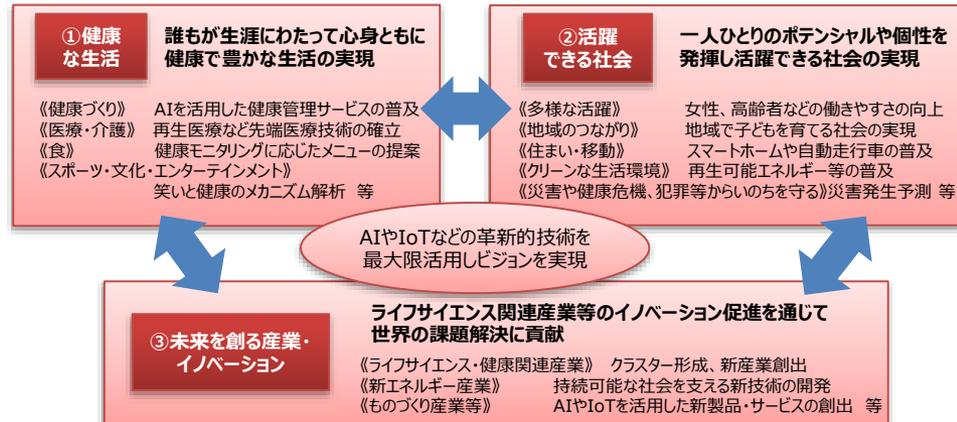 ①健康
な生活
誰もが生涯にわたって心身ともに
健康で豊かな生活の実現
《健康づくり》 AIを活用した健康管理サービスの普及
《医療・介護》 再生医療など先端医療技術の確立
《食》 健康モニタリングに応じたメニューの提案
《スポーツ・文化・エンターテインメント》
笑いと健康のメカニズム解析 等
②活躍
できる社会
一人ひとりのポテンシャルや個性を
発揮し活躍できる社会の実現
《多様な活躍》 女性、高齢者などの働きやすさの向上
《地域のつながり》 地域で子どもを育てる社会の実現
《住まい・移動》 スマートホームや自動走行車の普及
《クリーンな生活環境》 再生可能エネルギー等の普及
《災害や健康危機、犯罪等からいのちを守る》災害発生予測 等
AIやIoTなどの革新的技術を
最大限活用しビジョンを実現
③未来を創る産業・
イノベーション
ライフサイエンス関連産業等のイノベーション促進を通じて
世界の課題解決に貢献
《ライフサイエンス・健康関連産業》 クラスター形成、新産業創出
《新エネルギー産業》 持続可能な社会を支える新技術の開発
《ものづくり産業等》 AIやIoTを活用した新製品・サービスの創出 等